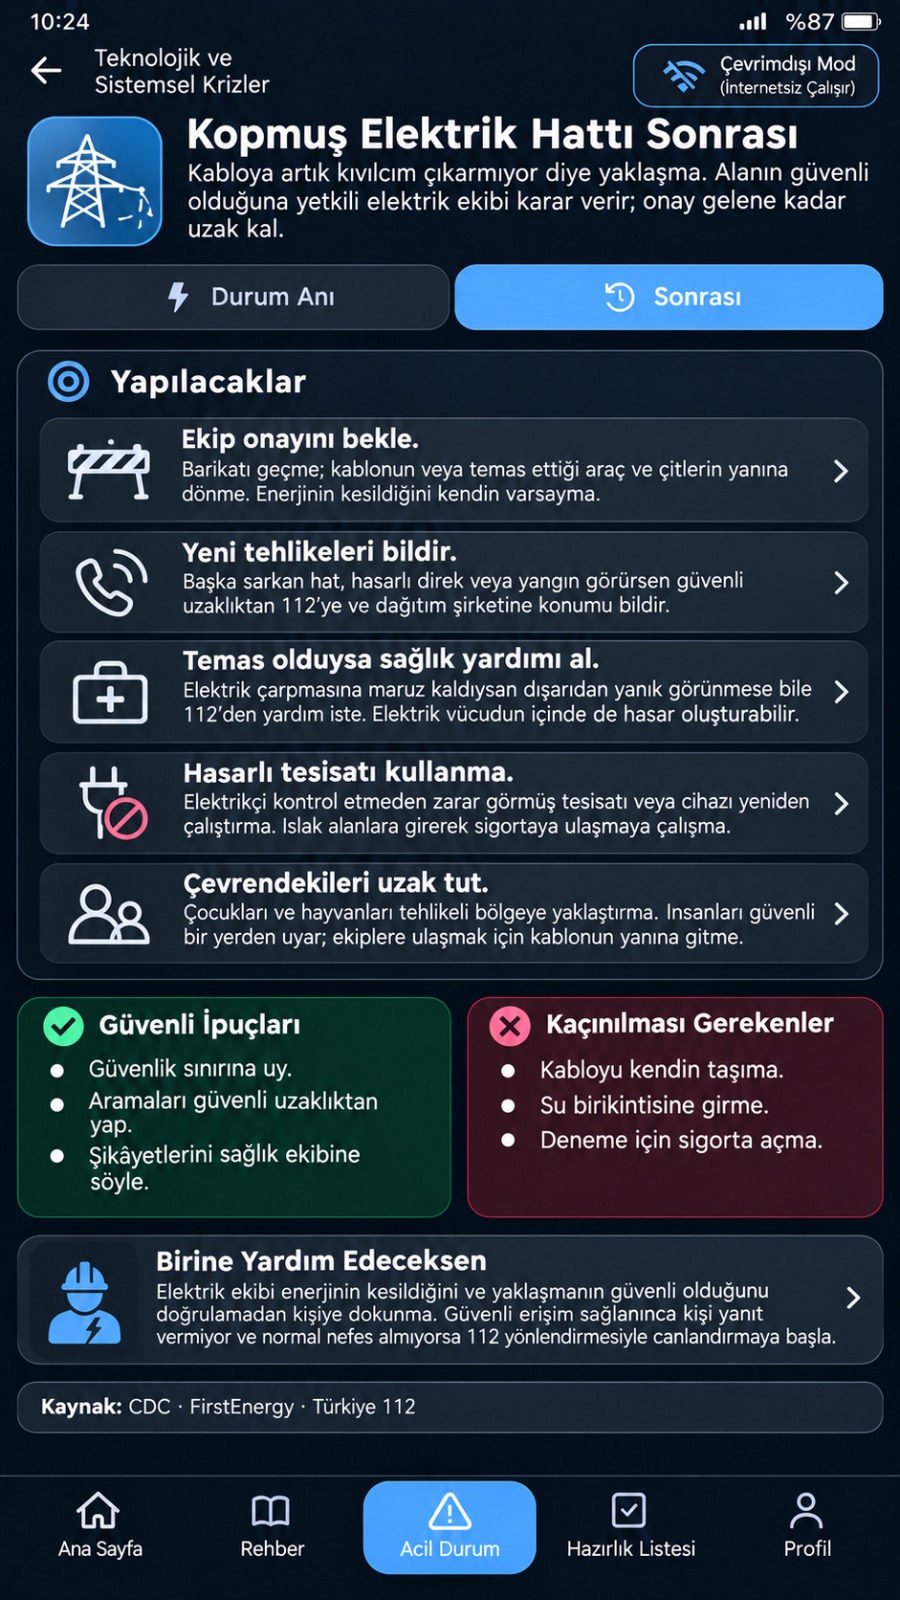 10:24
%87
Teknolojik ve
Sistemsel Krizler
Çevrimdışı Mod
(İnternetsiz Çalışır)
Kopmuş Elektrik Hattı Sonrası
Kabloya artık kıvılcım çıkarmıyor diye yaklaşma. Alanın güvenli
olduğuna yetkili elektrik ekibi karar verir; onay gelene kadar
uzak kal.
Durum Anı
Sonrası
Yapılacaklar
Ekip onayını bekle.
Barikatı geçme; kablonun veya temas ettiği araç ve çitlerin yanına
dönme. Enerjinin kesildiğini kendin varsayma.
Yeni tehlikeleri bildir.
Başka sarkan hat, hasarlı direk veya yangın görürsen güvenli
uzaklıktan 112'ye ve dağıtım şirketine konumu bildir.
Temas olduysa sağlık yardımı al.
Elektrik çarpmasına maruz kaldıysan dışarıdan yanık görünmese bile
112'den yardım iste. Elektrik vücudun içinde de hasar oluşturabilir.
Hasarlı tesisatı kullanma.
Elektrikçi kontrol etmeden zarar görmüş tesisatı veya cihazı yeniden
çalıştırma. Islak alanlara girerek sigortaya ulaşmaya çalışma.
Çevrendekileri uzak tut.
Çocukları ve hayvanları tehlikeli bölgeye yaklaştırma. İnsanları güvenli
bir yerden uyar; ekiplere ulaşmak için kablonun yanına gitme.
Güvenli İpuçları
Güvenlik sınırına uy.
Aramaları güvenli uzaklıktan
yap.
Şikâyetlerini sağlık ekibine
söyle.
Kaçınılması Gerekenler
Kabloyu kendin taşıma.
Su birikintisine girme.
Deneme için sigorta açma.
Birine Yardım Edeceksen
Elektrik ekibi enerjinin kesildiğini ve yaklaşmanın güvenli olduğunu
doğrulamadan kişiye dokunma. Güvenli erişim sağlanınca kişi yanıt
vermiyor ve normal nefes almıyorsa 112 yönlendirmesiyle canlandırmaya başla.
Kaynak: CDC · FirstEnergy · Türkiye 112
Ana Sayfa
Rehber
Acil Durum
Hazırlık Listesi
Profil